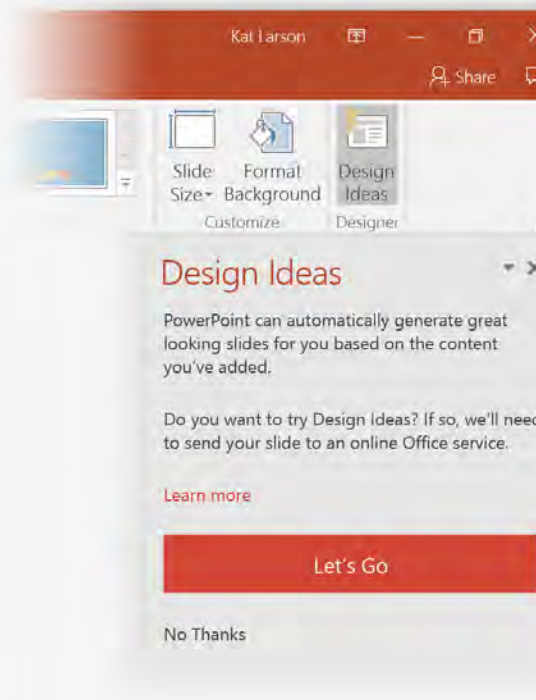 Kat Larson
Share
Slide Size
Format Background
Design Ideas
Customize
Designer
Design Ideas
PowerPoint can automatically generate great
looking slides for you based on the content
you've added.
Do you want to try Design Ideas? If so, we'll need
to send your slide to an online Office service.
Learn more
Let's Go
No Thanks